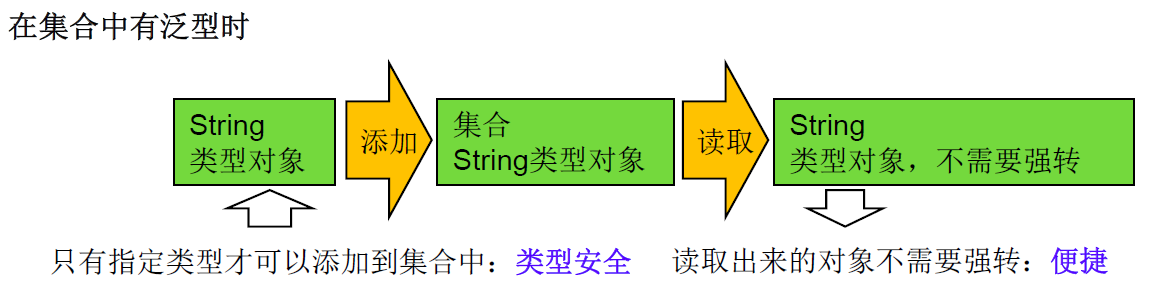 在集合中有泛型时
String
类型对象
添加
集合
String类型对象
读取
String
类型对象，不需要强转
只有指定类型才可以添加到集合中：类型安全
读取出来的对象不需要强转：便捷